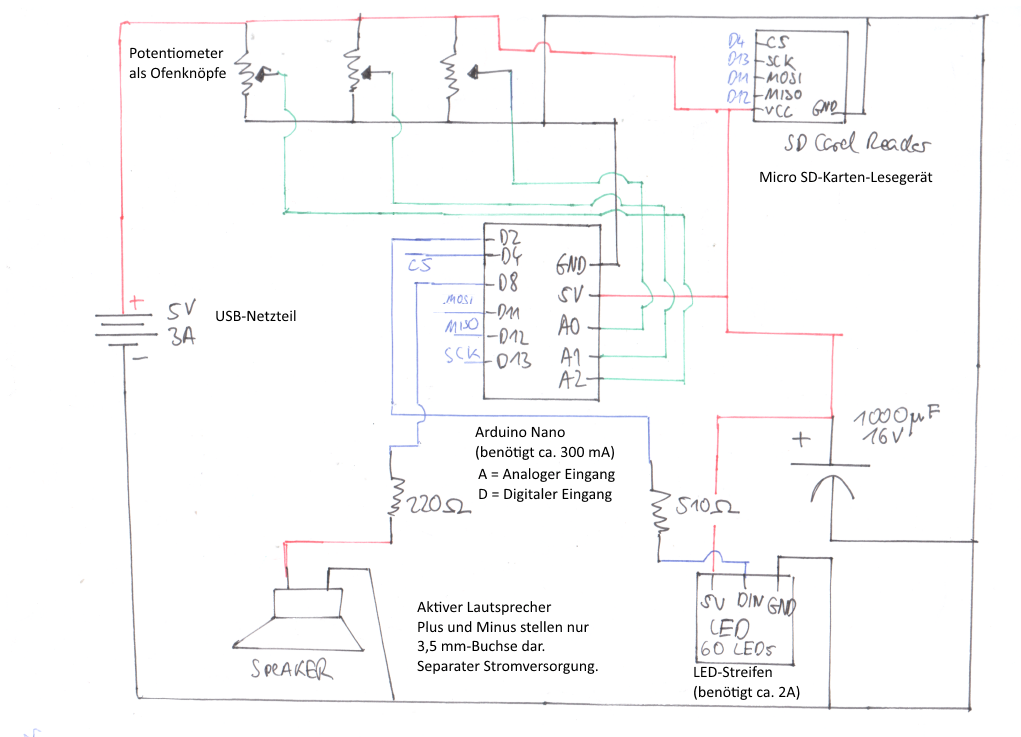 Potentiometer
als Ofenknöpfe
D4 CS
D13 SCK
D11 MOSI
D12 MISO
VCC GND
SD Card Reader
Micro SD-Karten-Lesegerät
+
5V
3A
-
USB-Netzteil
D2
D4
CS
D8
MOSI
D11
MISO
D12
SCK
D13
GND
5V
A0
A1
A2
Arduino Nano
(benötigt ca. 300 mA)
A = Analoger Eingang
D = Digitaler Eingang
1000µF
16V
+
220Ω
510Ω
5V DIN GND
LED
60 LEDs
LED-Streifen
(benötigt ca. 2A)
SPEAKER
Aktiver Lautsprecher
Plus und Minus stellen nur
3,5 mm-Buchse dar.
Separater Stromversorgung.